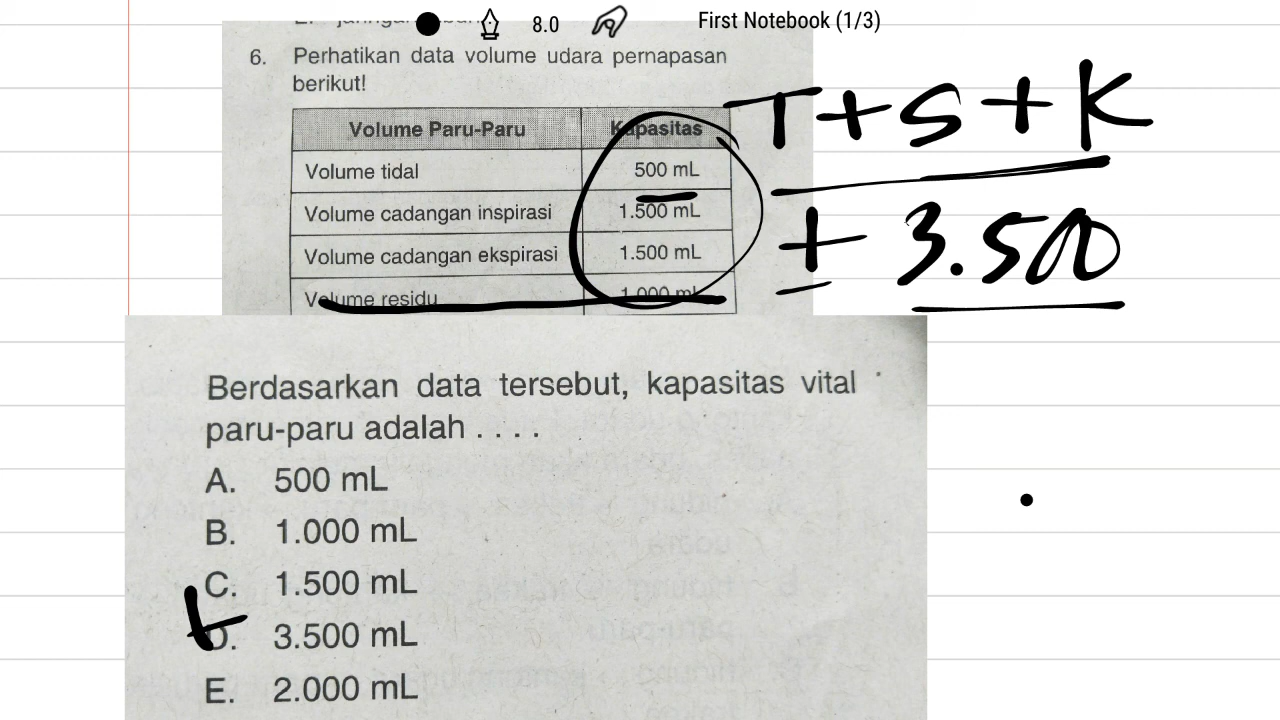 8.0 First Notebook (1/3)
6. Perhatikan data volume udara pernapasan
berikut!
Volume Paru-Paru Kapasitas
Volume tidal 500 mL
Volume cadangan inspirasi 1.500 mL
Volume cadangan ekspirasi 1.500 mL
Volume residu 1.000 mL
T+S+K
+ 3.500
Berdasarkan data tersebut, kapasitas vital
paru-paru adalah . . . .
A. 500 mL
B. 1.000 mL
C. 1.500 mL
D. 3.500 mL
E. 2.000 mL